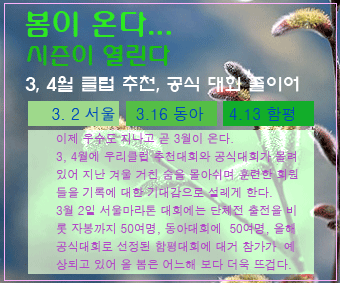 봄이 온다...
시즌이 열린다
3, 4월 클럽 추천, 공식 대회 줄이어
3. 2 서울 3.16 동아 4.13 함평
이제 우수도 지나고 곧 3월이 온다.
3, 4월에 우리클럽 추천대회와 공식대회가 몰려
있어 지난 겨울 거친 숨을 몰아쉬며 훈련한 회원
들을 기록에 대한 기대감으로 설레게 한다.
3월 2일 서울마라톤 대회에는 단체전 출전을 비
롯 자봉까지 50여명, 동아대회에 50여명, 올해
공식대회로 선정된 함평대회에 대거 참가가 예
상되고 있어 올 봄은 어느해 보다 더욱 뜨겁다.